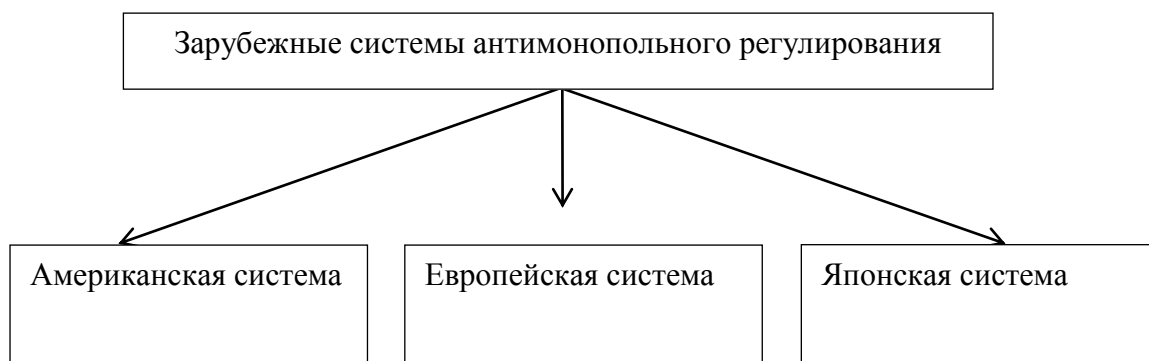 Зарубежные системы антимонопольного регулирования
Американская система
Европейская система
Японская система